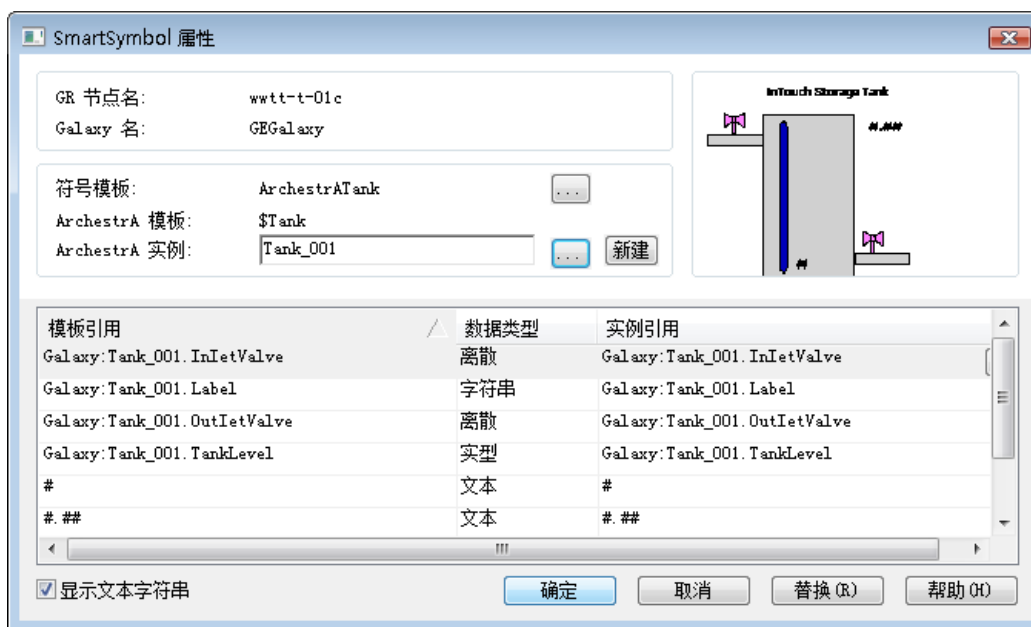 SmartSymbol 属性
GR 节点名: wwtt-t-01c
Galaxy 名: GEGalaxy
InTouch Storage Tank
#.##
#
符号模板: ArchestrATank ...
ArchestrA 模板: $Tank
ArchestrA 实例: Tank_001 ... 新建
模板引用 数据类型 实例引用
Galaxy:Tank_001.InIetValve 离散 Galaxy:Tank_001.InIetValve
Galaxy:Tank_001.Label 字符串 Galaxy:Tank_001.Label
Galaxy:Tank_001.OutIetValve 离散 Galaxy:Tank_001.OutIetValve
Galaxy:Tank_001.TankLevel 实型 Galaxy:Tank_001.TankLevel
# 文本 #
#.## 文本 #.##
显示文本字符串 确定 取消 替换(R) 帮助(H)